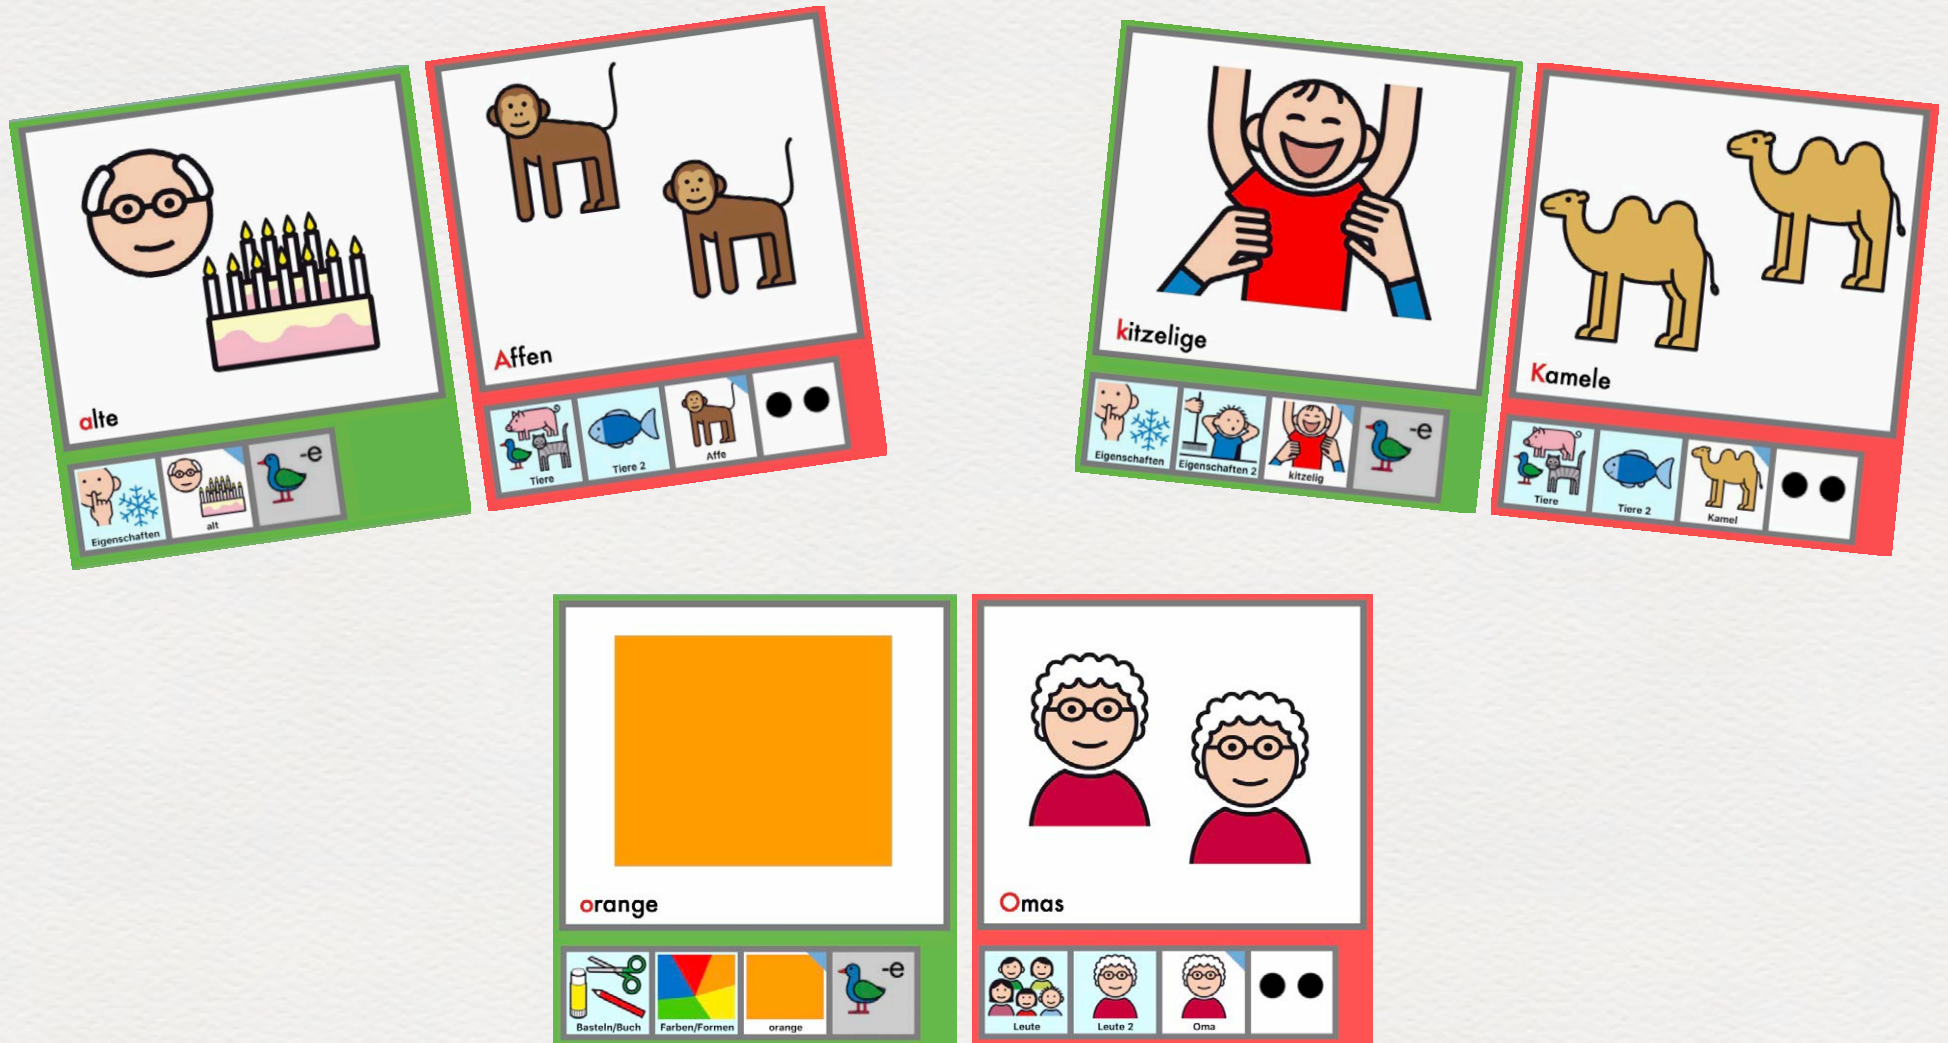 alte
Eigenschaften
alt
-e
Affen
Tiere
Tiere 2
Affe
kitzelige
Eigenschaften
Eigenschaften 2
kitzelig
-e
Kamele
Tiere
Tiere 2
Kamel
orange
Basteln/Buch
Farben/Formen
orange
-e
Omas
Leute
Leute 2
Oma